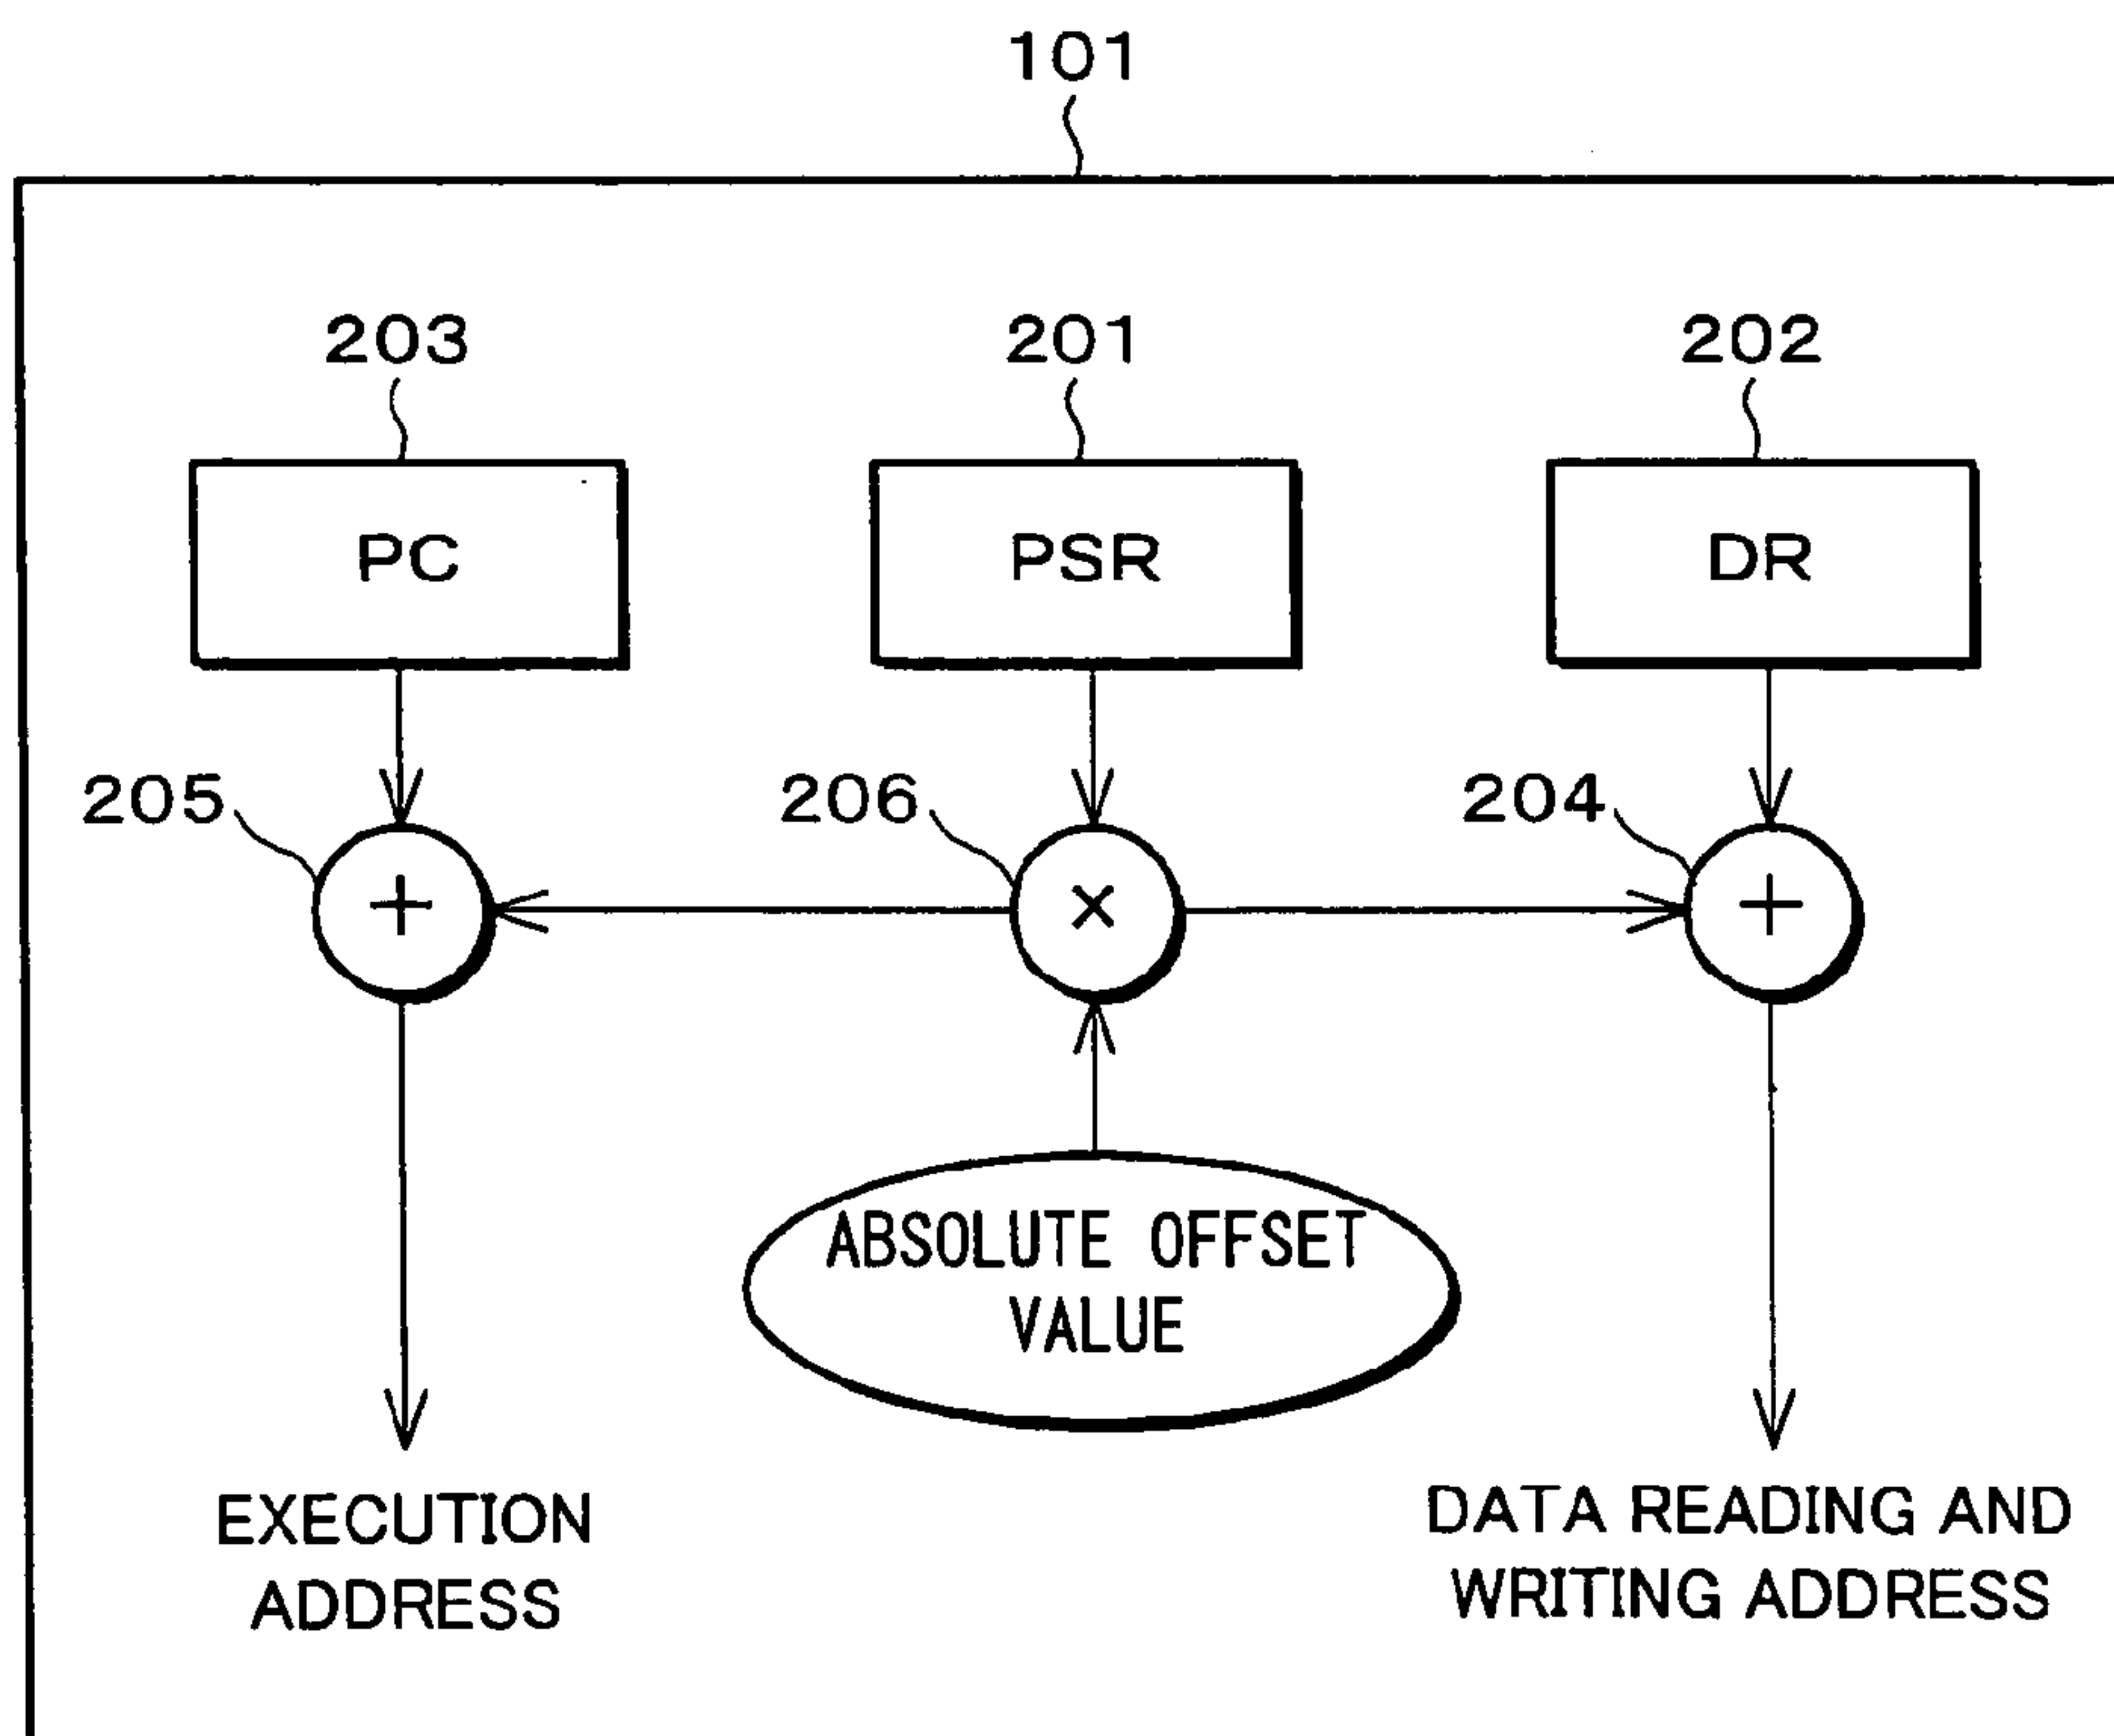 101
203 201 202
PC PSR DR
205 206 204
+ × +
ABSOLUTE OFFSET
VALUE
EXECUTION
ADDRESS
DATA READING AND
WRITING ADDRESS